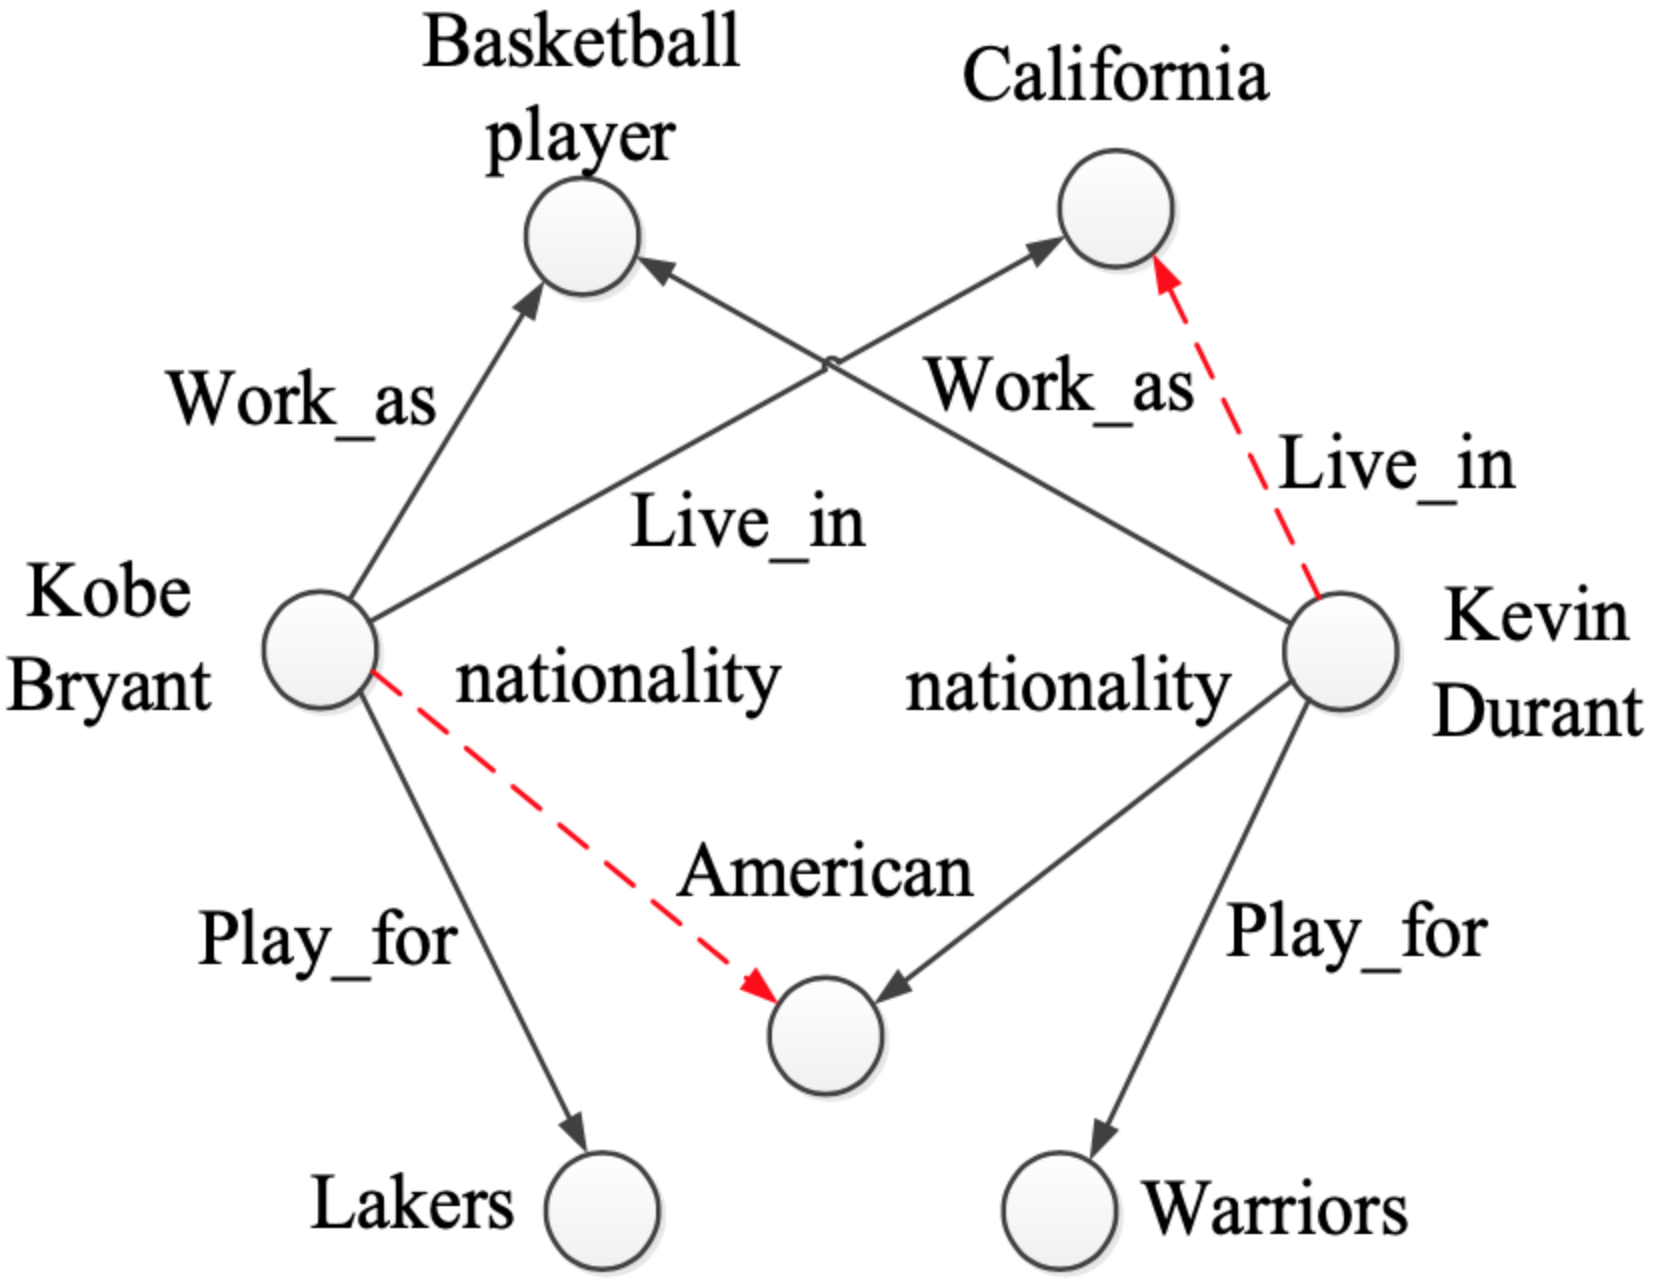 Basketball
player
California
Work_as
Work_as
Live_in
Live_in
Kobe
Bryant
nationality
nationality
Kevin
Durant
American
Play_for
Play_for
Lakers
Warriors